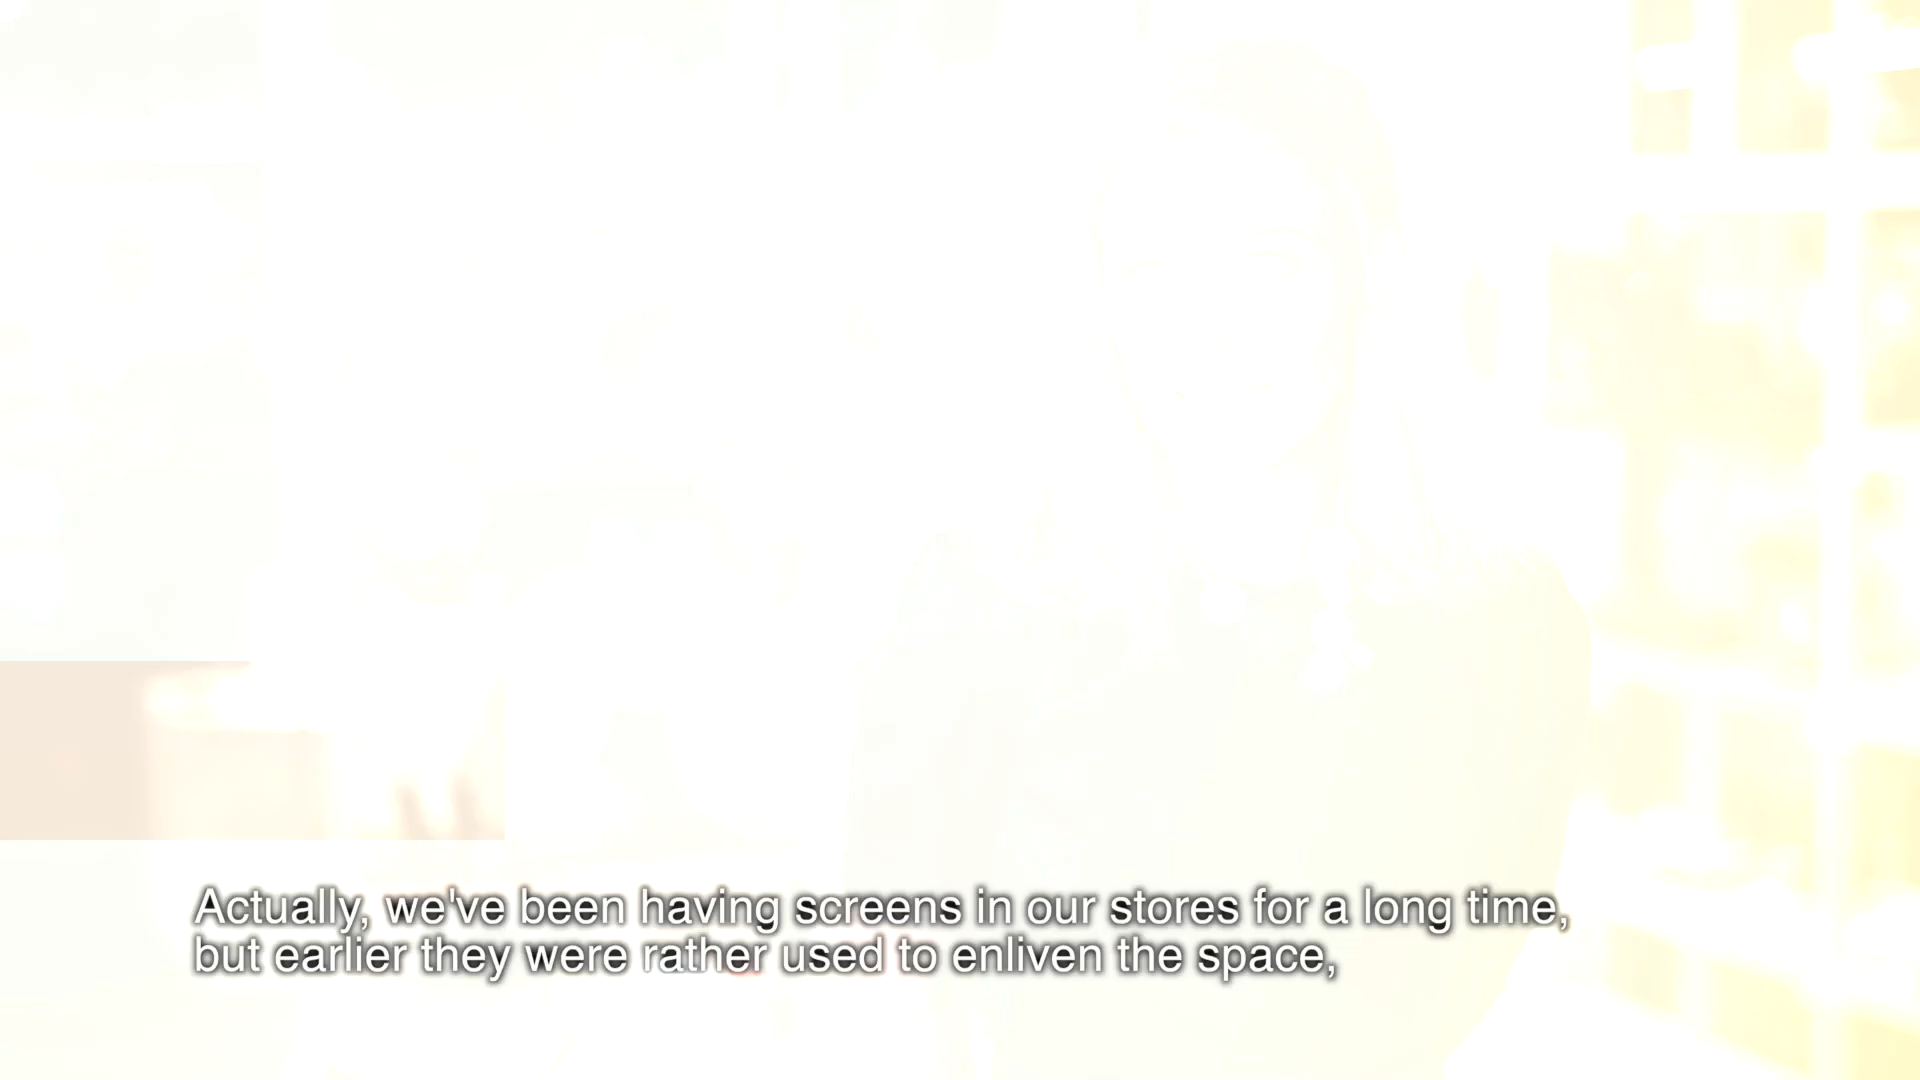 Actually, we've been having screens in our stores for a long time,
but earlier they were rather used to enliven the space,